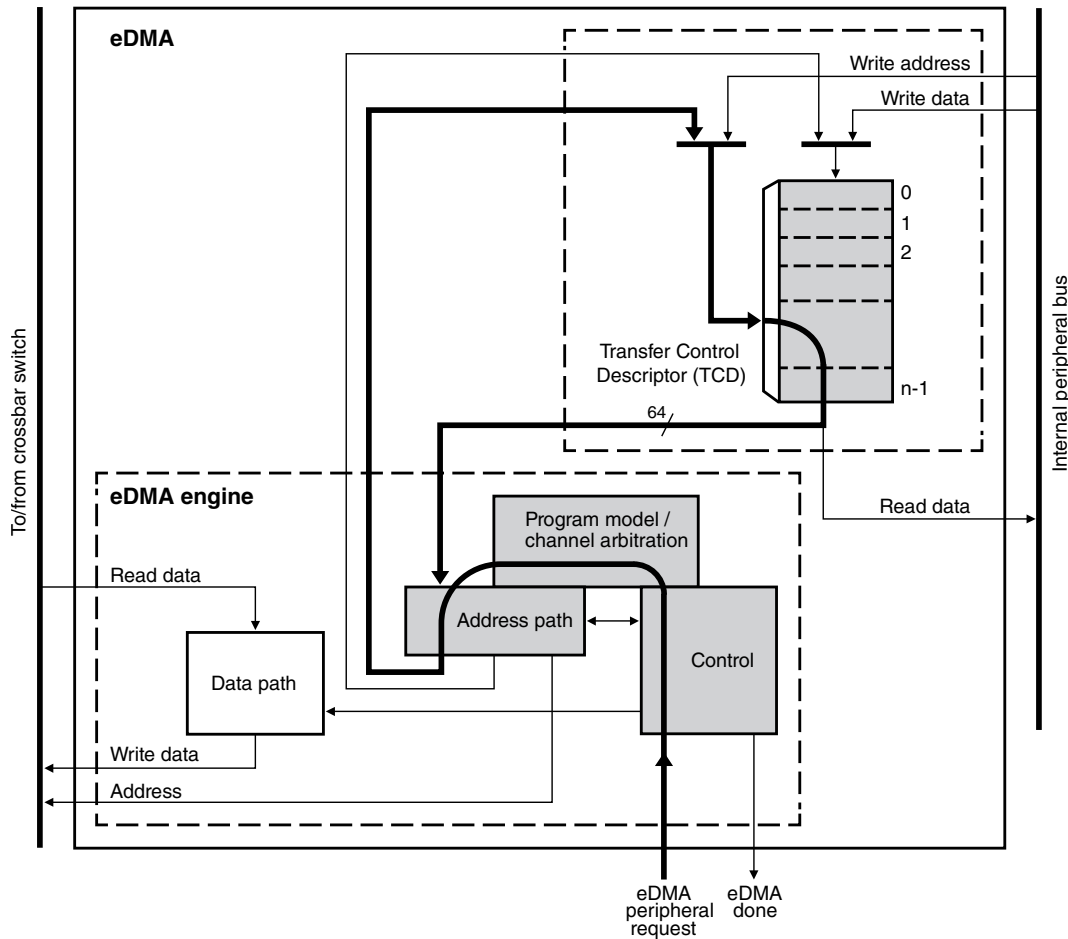 eDMA
Write address
Write data
0
1
2
n-1
Transfer Control
Descriptor (TCD)
64
To/from crossbar switch
Internal peripheral bus
eDMA engine
Program model /
channel arbitration
Read data
Read data
Address path
Control
Data path
Write data
Address
eDMA
peripheral
request
eDMA
done